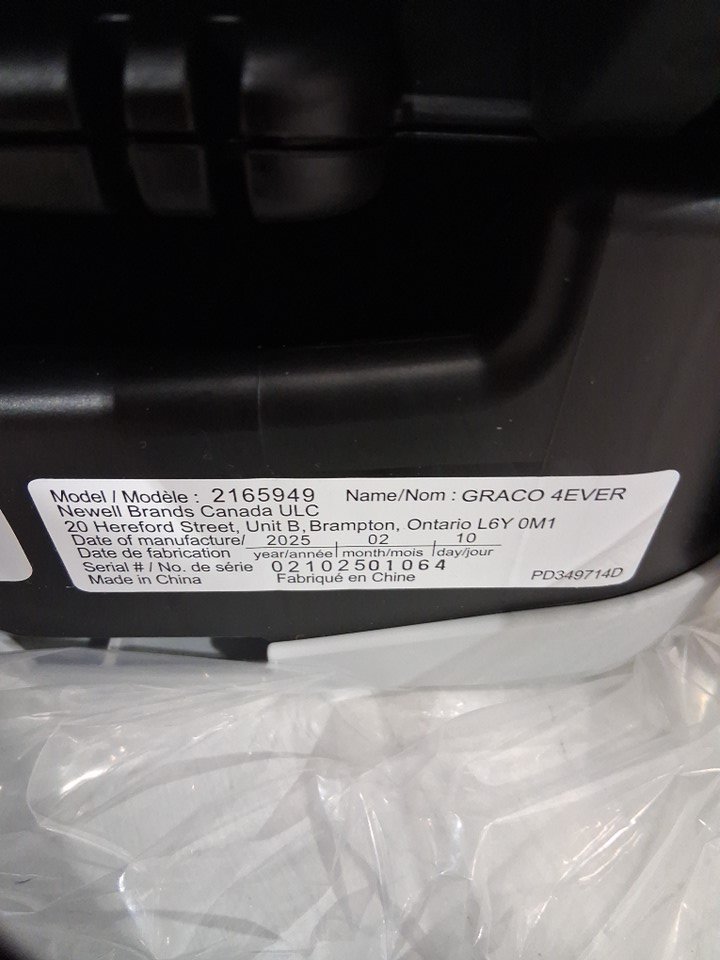 Model / Modèle : 2165949 Name/Nom : GRACO 4EVER
Newell Brands Canada ULC
20 Hereford Street, Unit B, Brampton, Ontario L6Y 0M1
Date of manufacture/ 2025 02 10
Date de fabrication year/année month/mois day/jour
Serial # / No. de série 02102501064
Made in China Fabriqué en Chine PD349714D